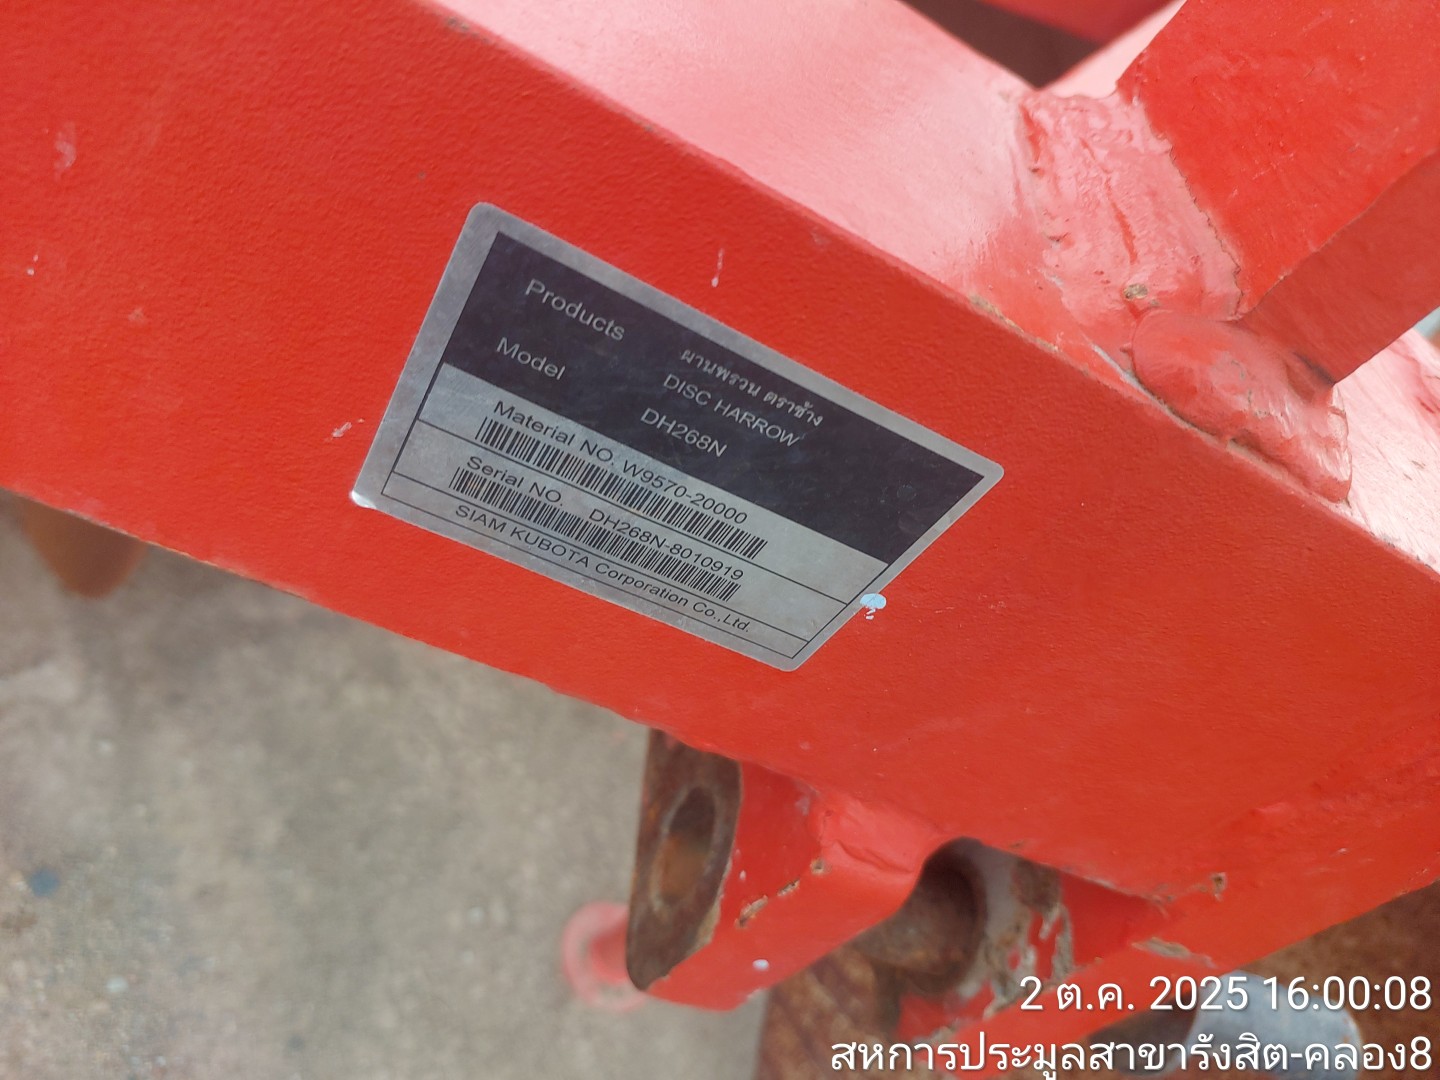 Products ผานพรวน ตราช้าง
DISC HARROW
Model DH268N
Material NO. W9570-20000
Serial NO. DH268N-8010919
SIAM KUBOTA Corporation Co.,Ltd.
2 ต.ค. 2025 16:00:08
สหการประมูลสาขารังสิต-คลอง8